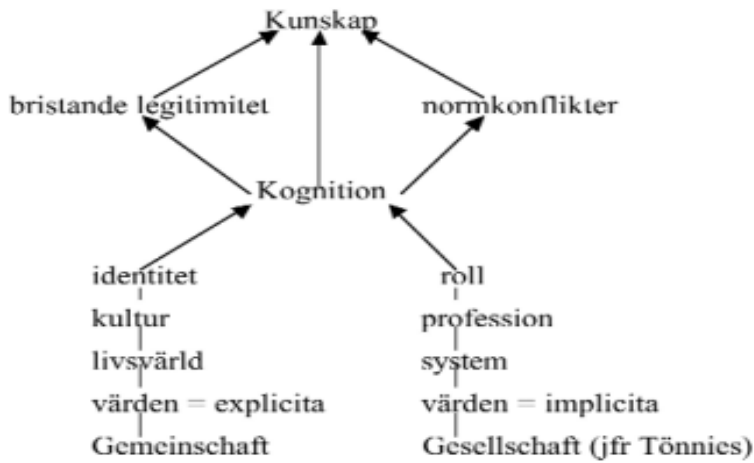 Kunskap
bristande legitimitet normkonflikter
Kognition
identitet roll
kultur profession
livsvärld system
värden = explicita värden = implicita
Gemeinschaft Gesellschaft (jfr Tönnies)